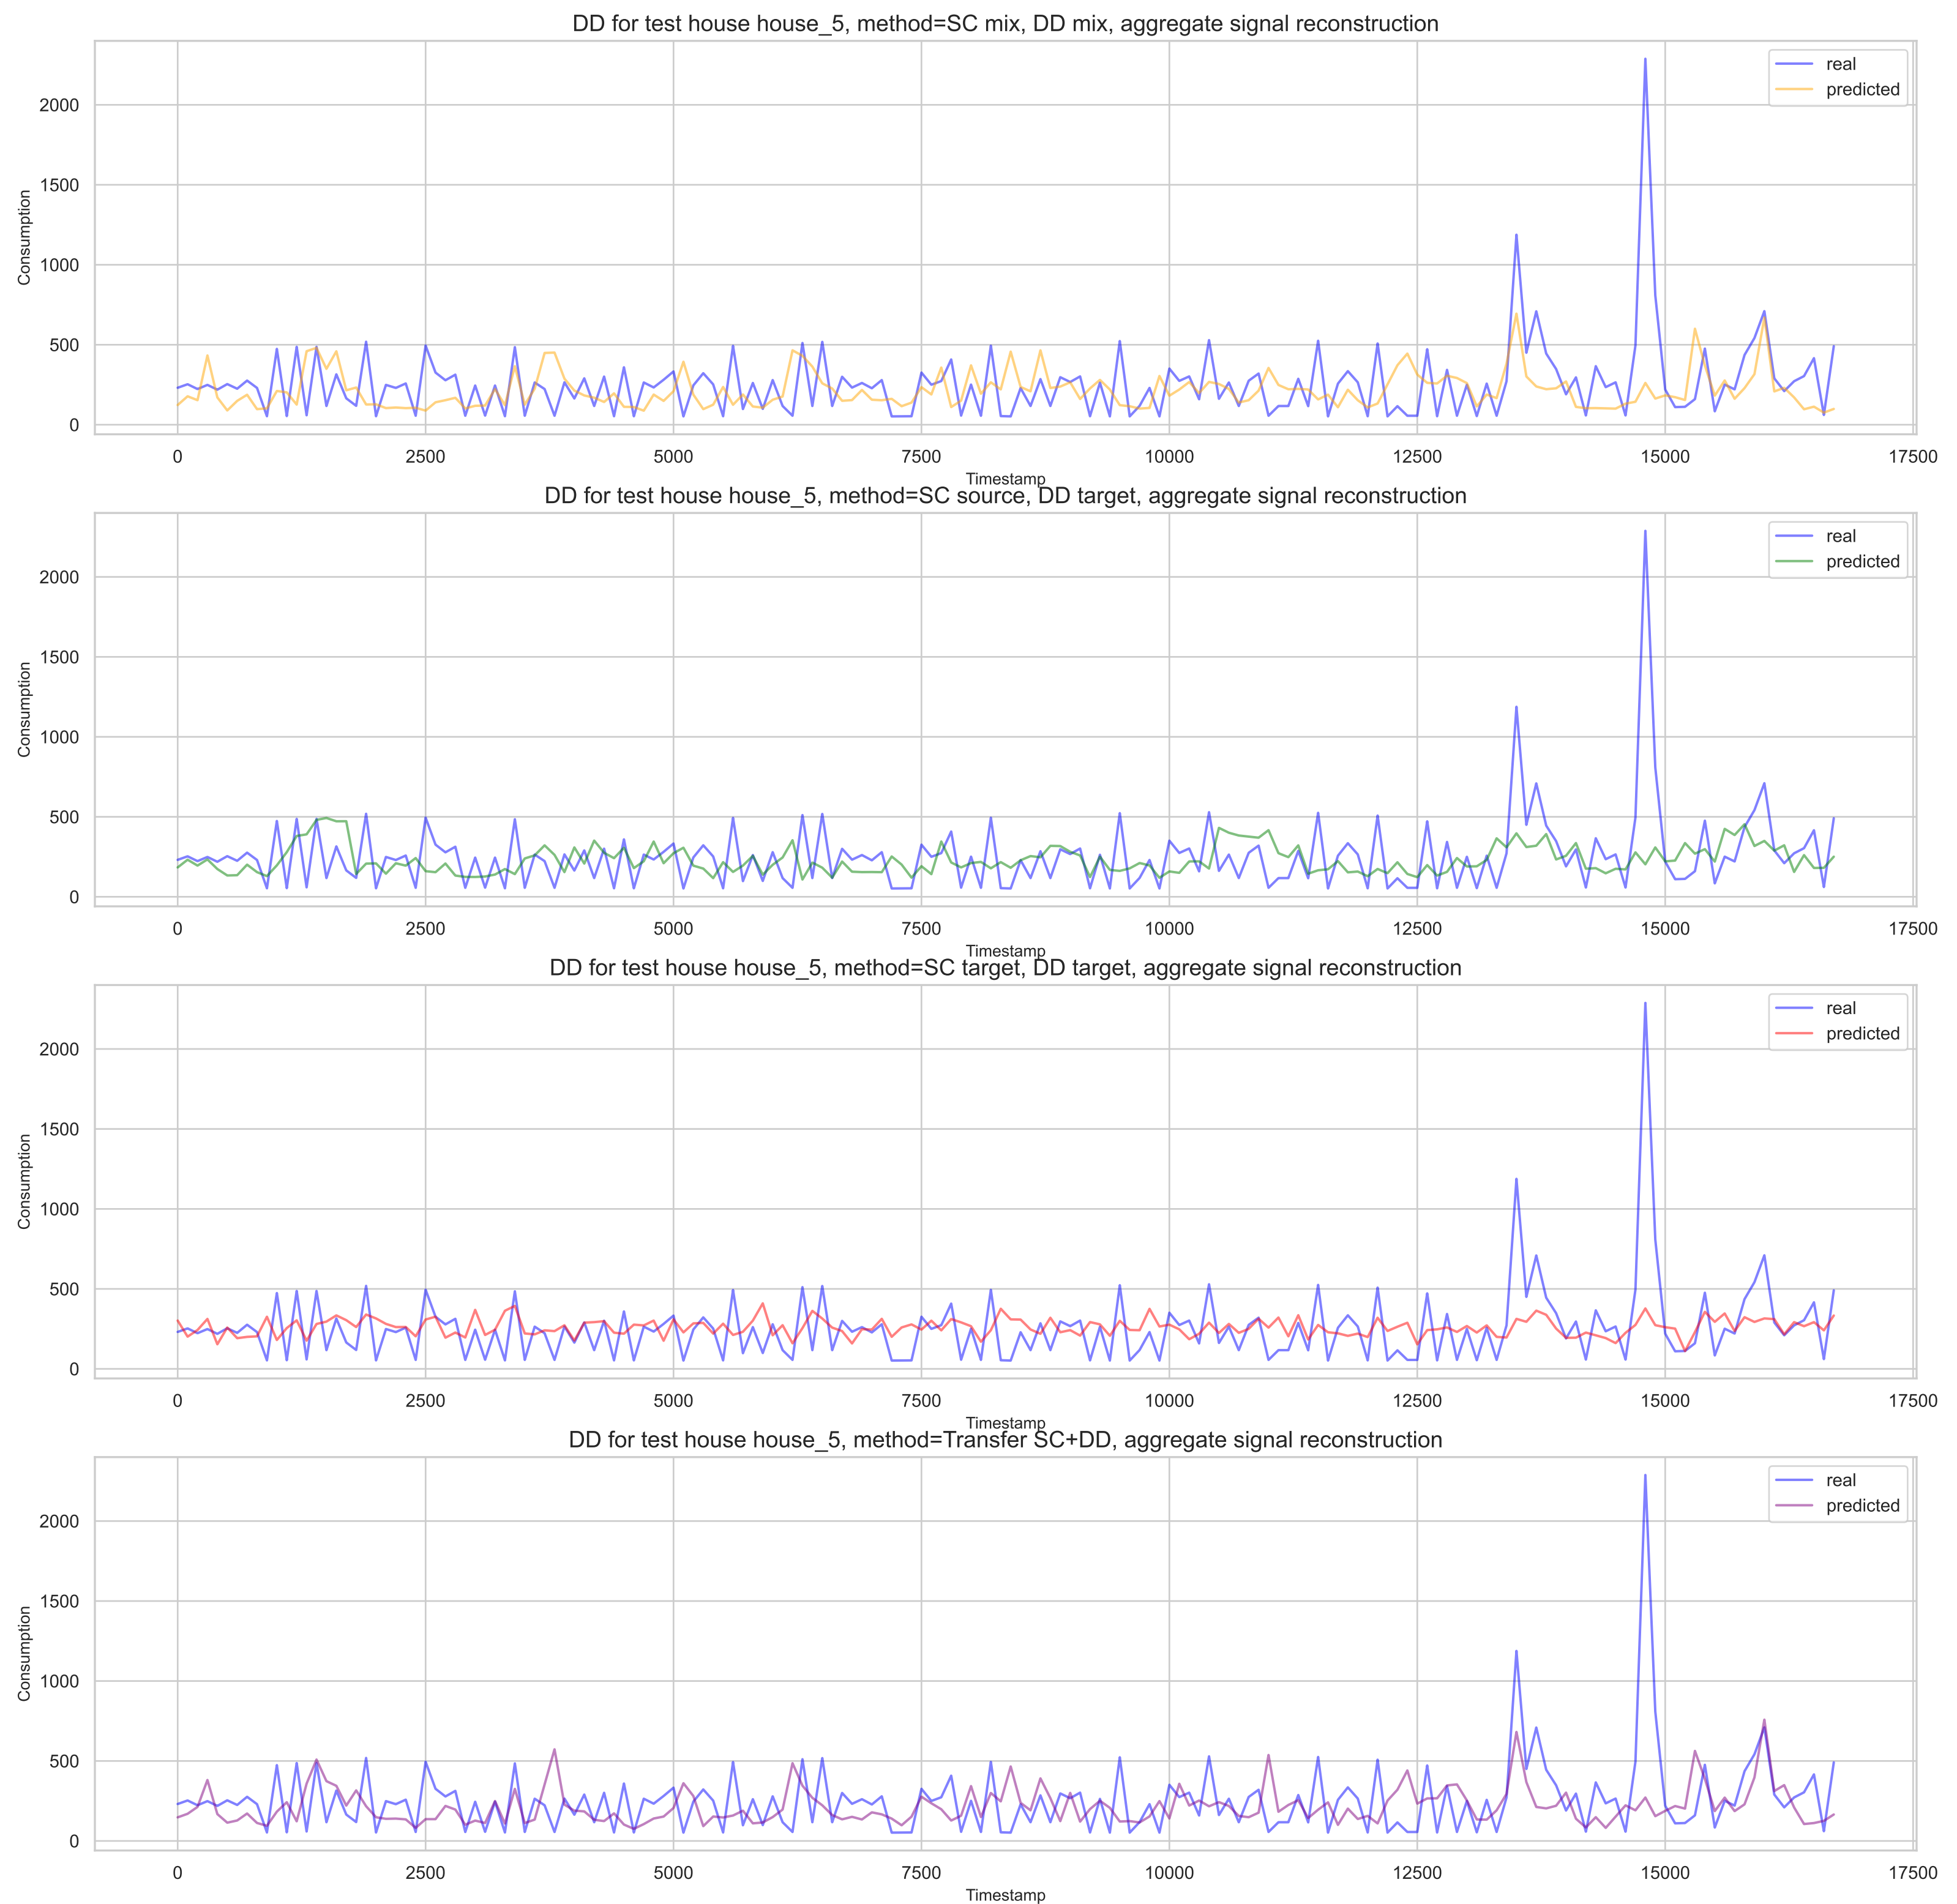 DD for test house house_5, method=SC mix, DD mix, aggregate signal reconstruction
real
predicted
2000
1500
1000
500
0
Consumption
0 2500 5000 7500 10000 12500 15000 17500
Timestamp
DD for test house house_5, method=SC source, DD target, aggregate signal reconstruction
real
predicted
2000
1500
1000
500
0
Consumption
0 2500 5000 7500 10000 12500 15000 17500
Timestamp
DD for test house house_5, method=SC target, DD target, aggregate signal reconstruction
real
predicted
2000
1500
1000
500
0
Consumption
0 2500 5000 7500 10000 12500 15000 17500
Timestamp
DD for test house house_5, method=Transfer SC+DD, aggregate signal reconstruction
real
predicted
2000
1500
1000
500
0
Consumption
0 2500 5000 7500 10000 12500 15000 17500
Timestamp